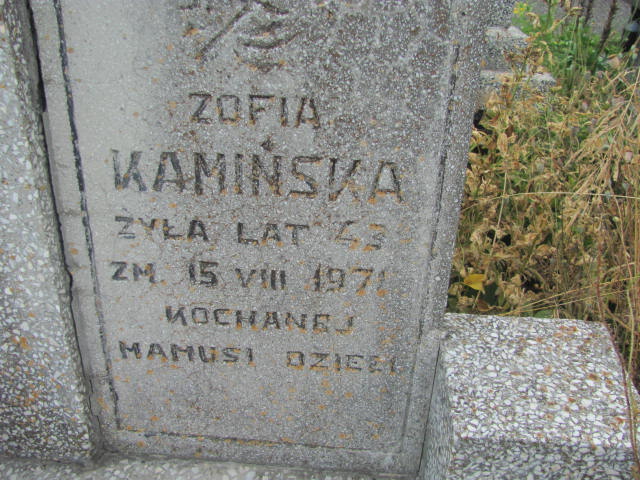 ZOFIA
KAMIŃSKA
ŻYŁA LAT 43
ZM. 15 VIII 1971
KOCHANEJ
MAMUSI DZIECI